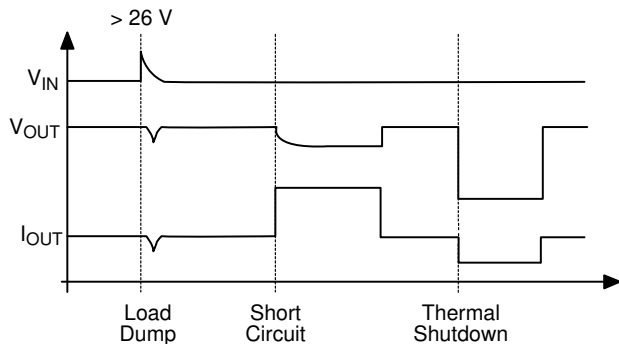 > 26 V
VIN
VOUT
IOUT
Load
Dump
Short
Circuit
Thermal
Shutdown